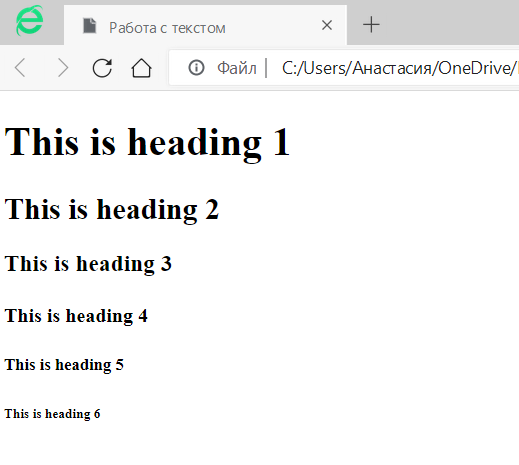 Работа с текстом
Файл | C:/Users/Анастасия/OneDrive/
This is heading 1
This is heading 2
This is heading 3
This is heading 4
This is heading 5
This is heading 6